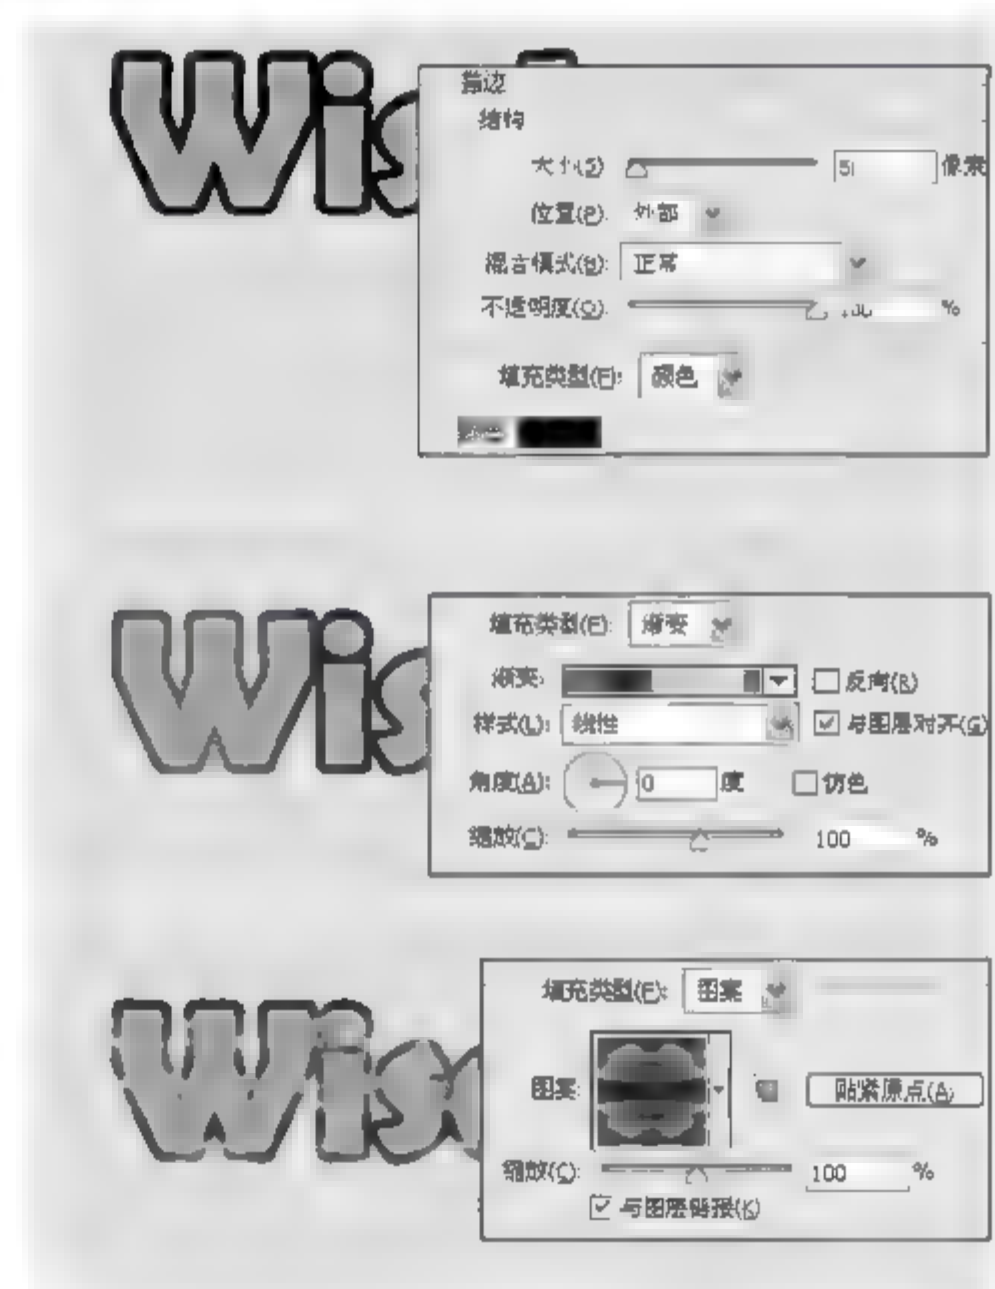 Wis
描边
结构
大小(S) 5 像素
位置(P): 外部
混合模式(B): 正常
不透明度(O): %
填充类型(F): 颜色
Wis
填充类型(F): 渐变
渐变: 反向(R)
样式(L): 线性 与图层对齐(G)
角度(A): 0 度 仿色
缩放(C): 100 %
Wis
填充类型(F): 图案
图案: 贴紧原点(A)
缩放(C): 100 %
与图层链接(K)